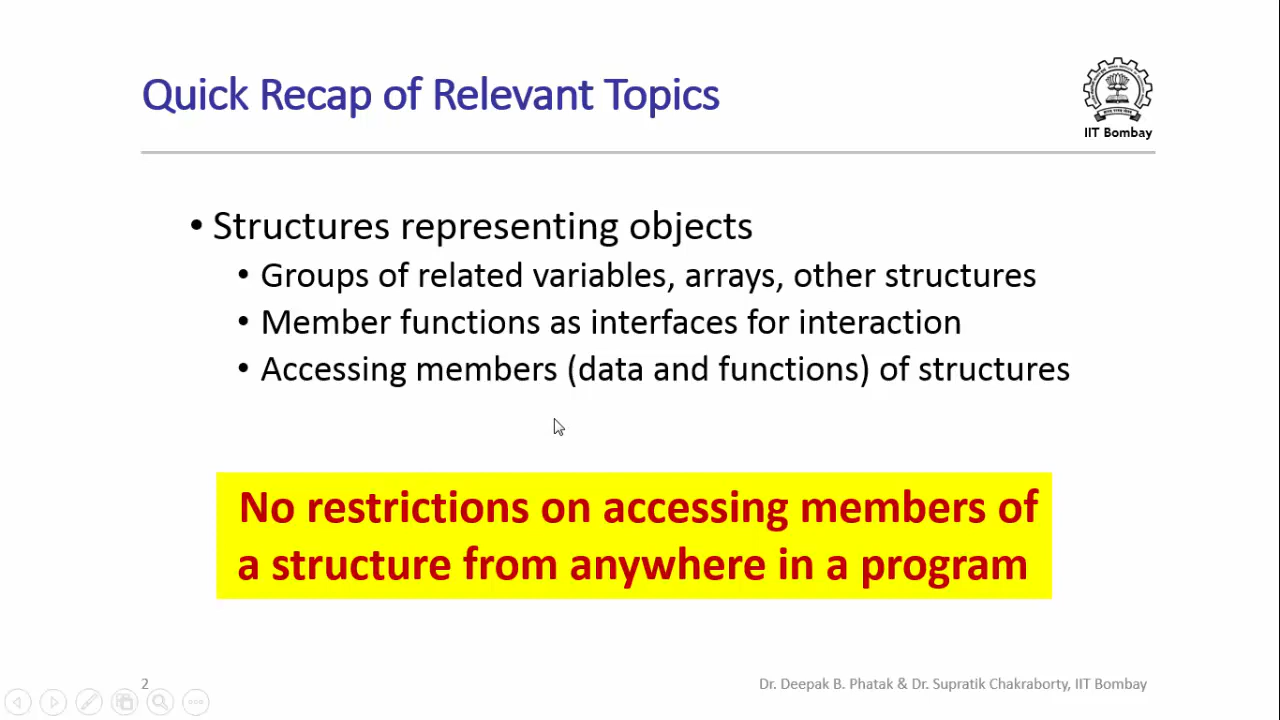 Quick Recap of Relevant Topics
IIT Bombay
• Structures representing objects
• Groups of related variables, arrays, other structures
• Member functions as interfaces for interaction
• Accessing members (data and functions) of structures
No restrictions on accessing members of
a structure from anywhere in a program
2
Dr. Deepak B. Phatak & Dr. Supratik Chakraborty, IIT Bombay